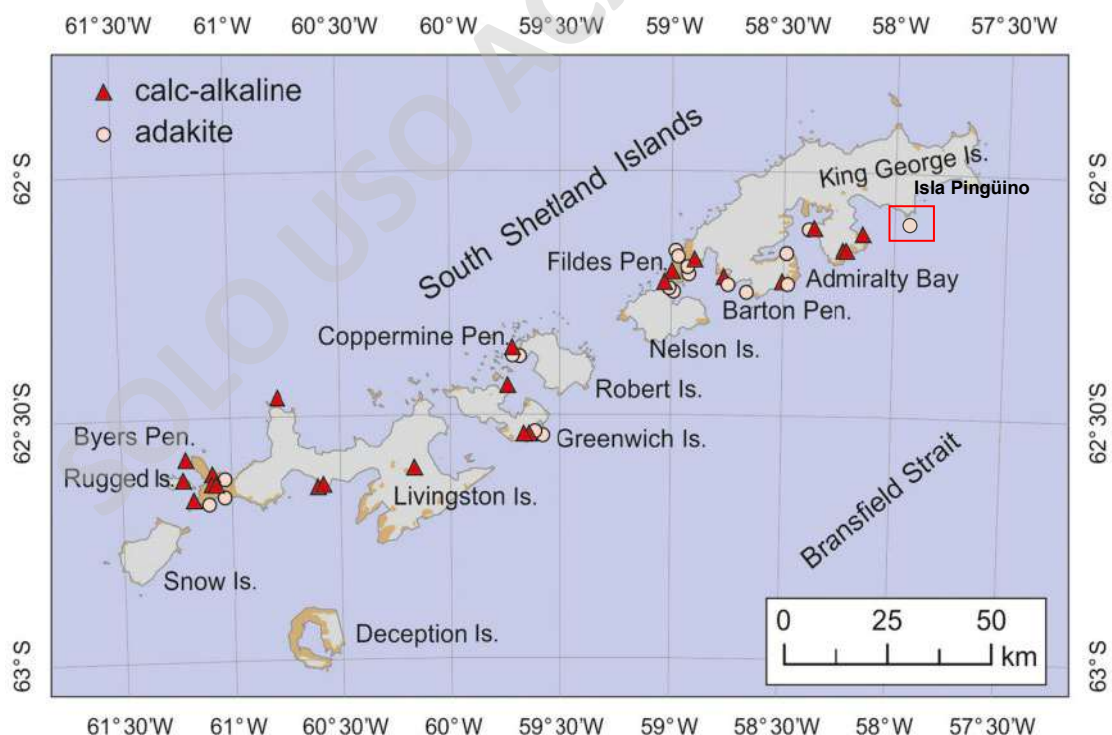 61°30'W 61°W 60°30'W 60°W 59°30'W 59°W 58°30'W 58°W 57°30'W
calc-alkaline
adakite
South Shetland Islands
62°S
62°S
King George Is.
Isla Pingüino
Fildes Pen.
Admiralty Bay
Barton Pen.
Coppermine Pen.
Nelson Is.
Robert Is.
62°30'S
62°30'S
Byers Pen.
Greenwich Is.
Rugged Is.
Livingston Is.
Bransfield Strait
Snow Is.
Deception Is.
0 25 50
km
63°S
63°S
61°30'W 61°W 60°30'W 60°W 59°30'W 59°W 58°30'W 58°W 57°30'W
SOLO USO